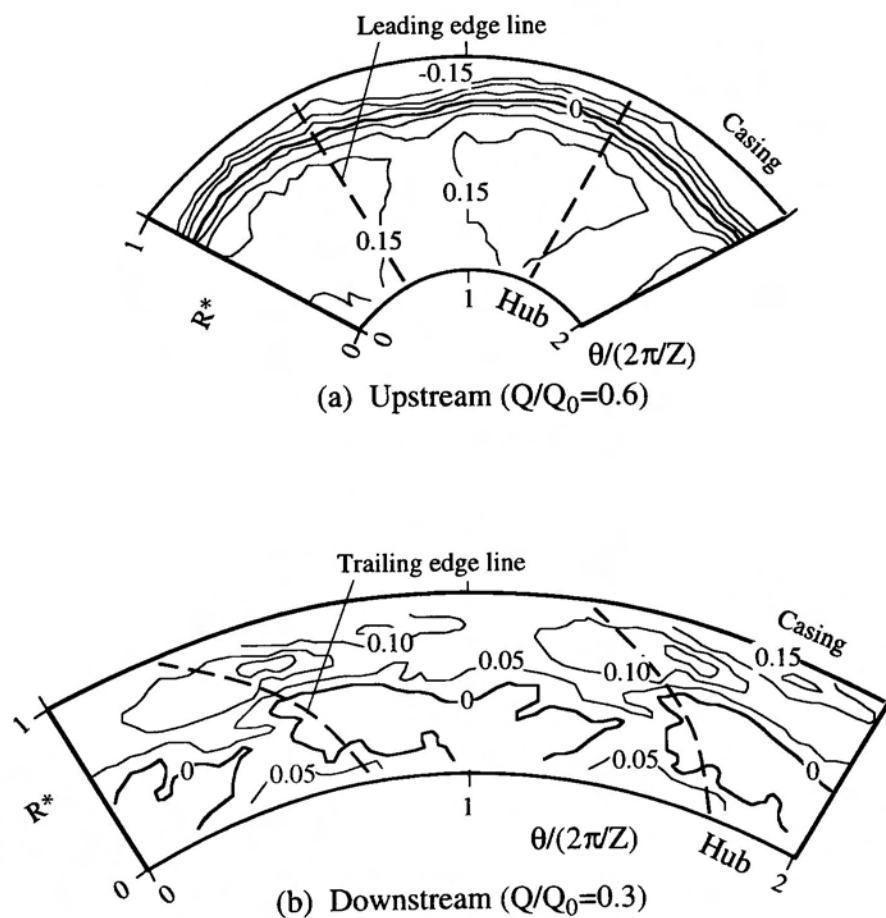 Leading edge line
-0.15
0
Casing
0.15
0.15
1
R*
0
0
1
Hub
2
θ/(2π/Z)
(a) Upstream (Q/Q₀=0.6)
Trailing edge line
Casing
0.10
0.05
0.10
0.15
1
0
0
0.05
0.05
0
R*
1
θ/(2π/Z)
Hub
0
0
2
(b) Downstream (Q/Q₀=0.3)